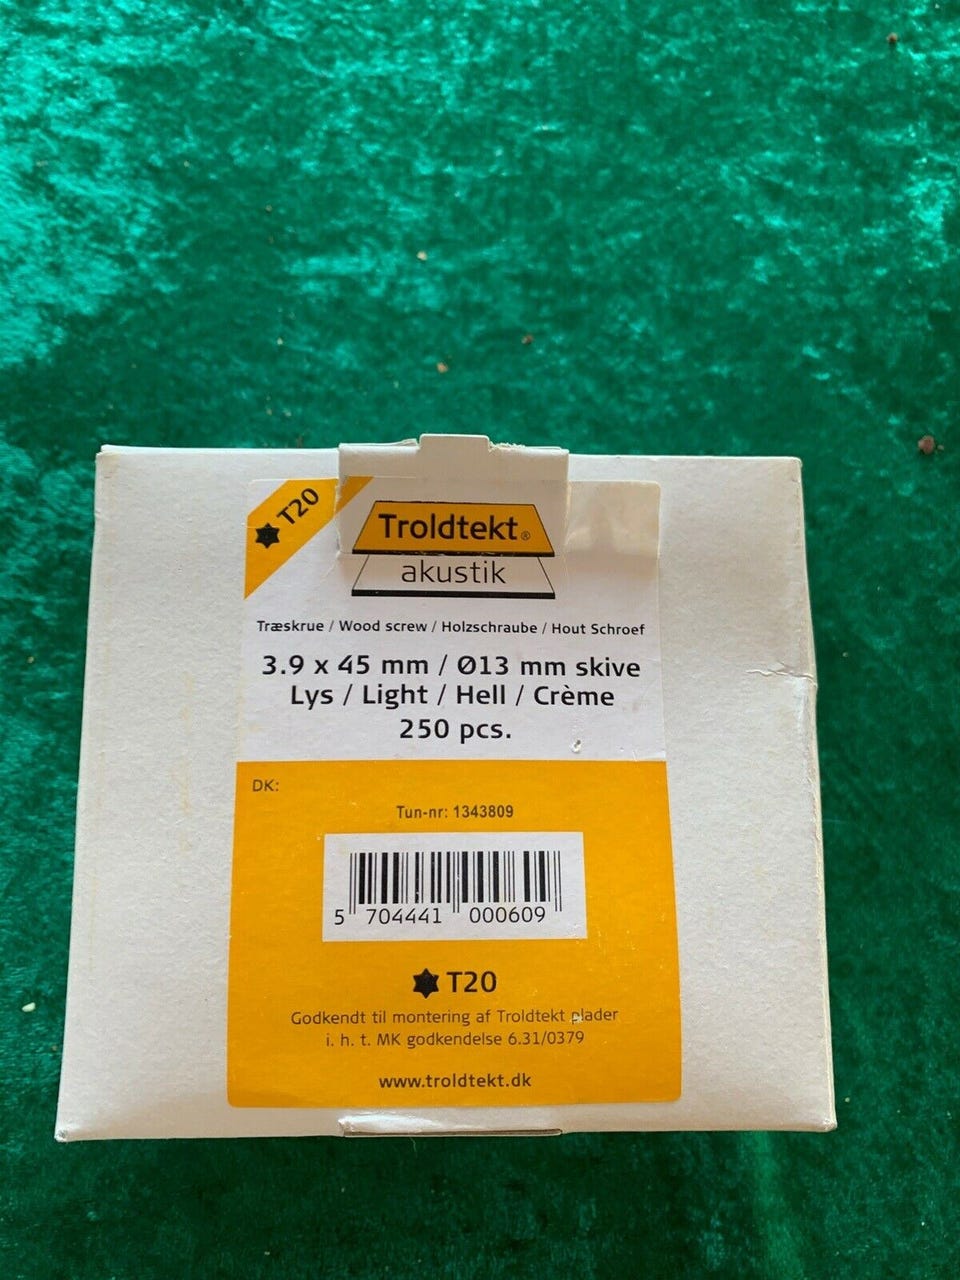 T20
Troldtekt®
akustik
Træskrue / Wood screw / Holzschraube / Hout Schroef
3.9 x 45 mm / Ø13 mm skive
Lys / Light / Hell / Crème
250 pcs.
DK:
Tun-nr: 1343809
5 704441 000609
T20
Godkendt til montering af Troldtekt plader
i. h. t. MK godkendelse 6.31/0379
www.troldtekt.dk